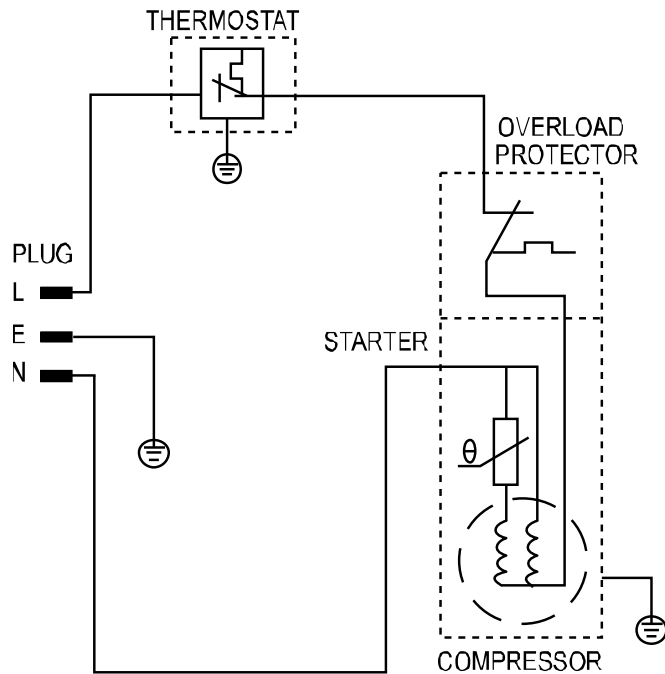 THERMOSTAT
OVERLOAD
PROTECTOR
PLUG
L
E
N
STARTER
θ
COMPRESSOR